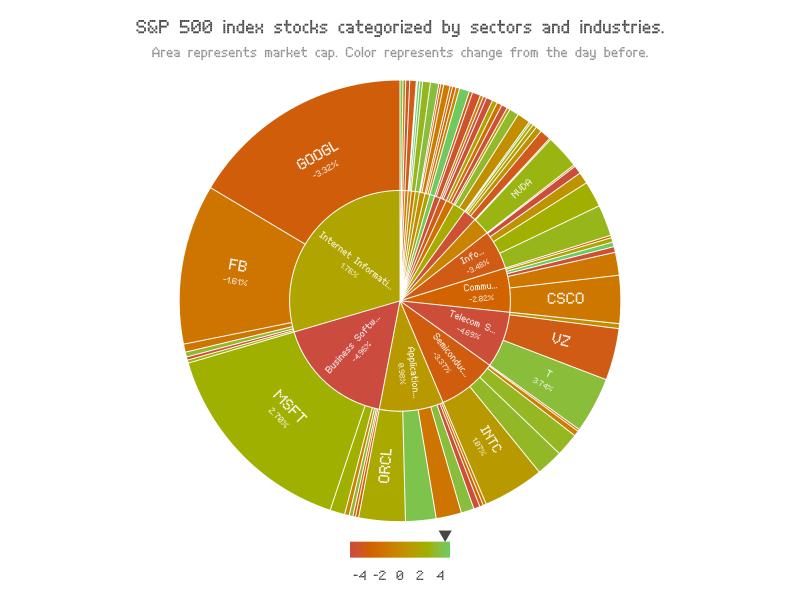 S&P 500 index stocks categorized by sectors and industries.
Area represents market cap. Color represents change from the day before.
GOOGL
-3.32%
NVDA
FB
-1.61%
Internet Informati...
1.76%
Info...
-3.48%
Commu...
-2.82%
CSCO
Telecom S...
-4.69%
VZ
Business Softw...
-4.96%
Application...
0.98%
Semiconduc...
-3.37%
T
3.74%
MSFT
2.70%
ORCL
INTC
1.07%
-4 -2 0 2 4